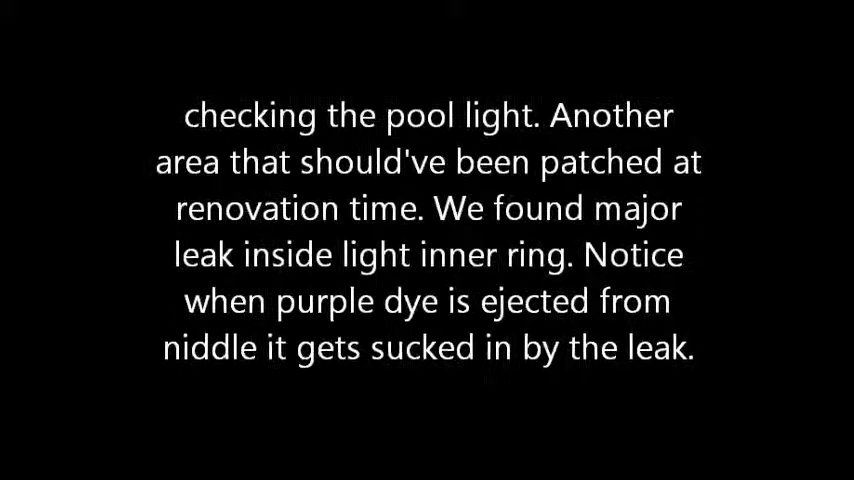 checking the pool light. Another
area that should've been patched at
renovation time. We found major
leak inside light inner ring. Notice
when purple dye is ejected from
niddle it gets sucked in by the leak.